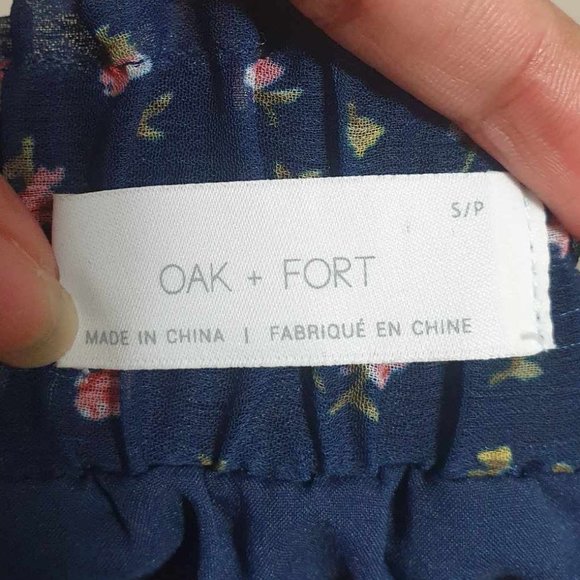 S/P
OAK + FORT
MADE IN CHINA | FABRIQUÉ EN CHINE